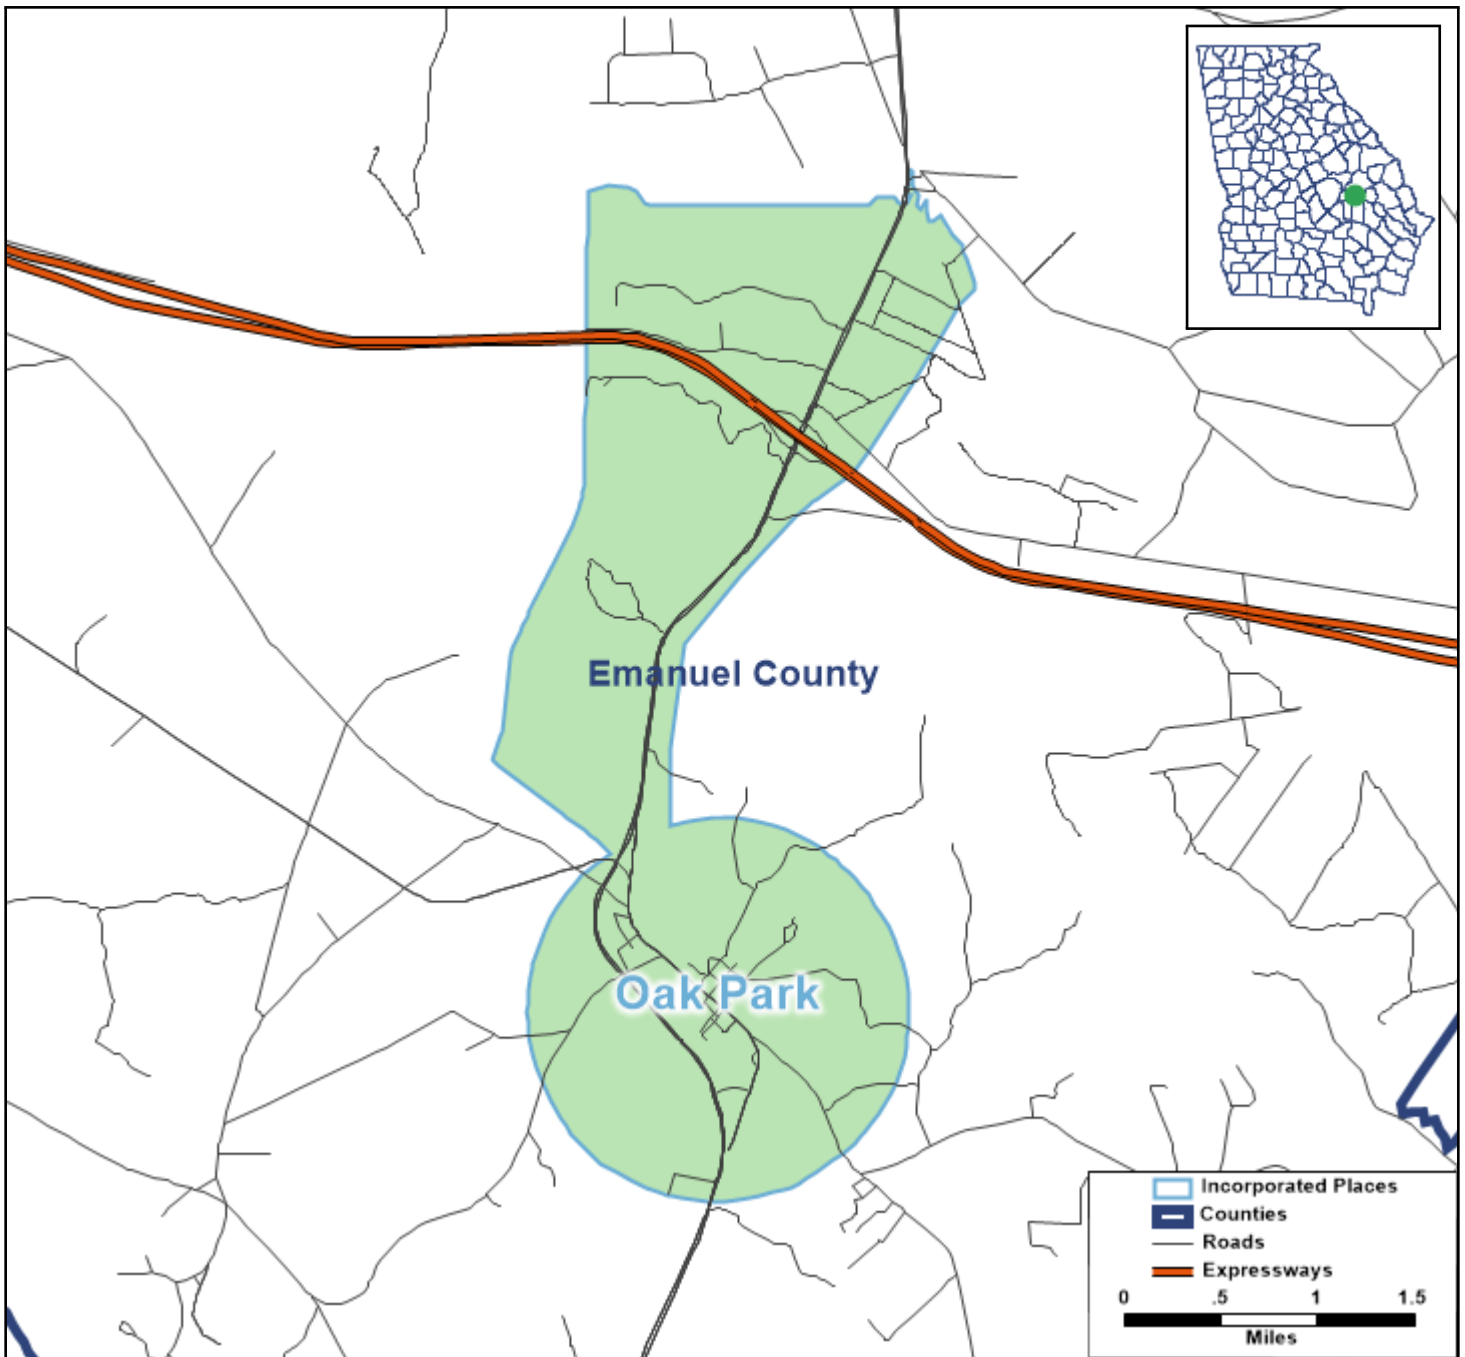 Emanuel County
Oak Park
Incorporated Places
Counties
Roads
Expressways
0 .5 1 1.5
Miles